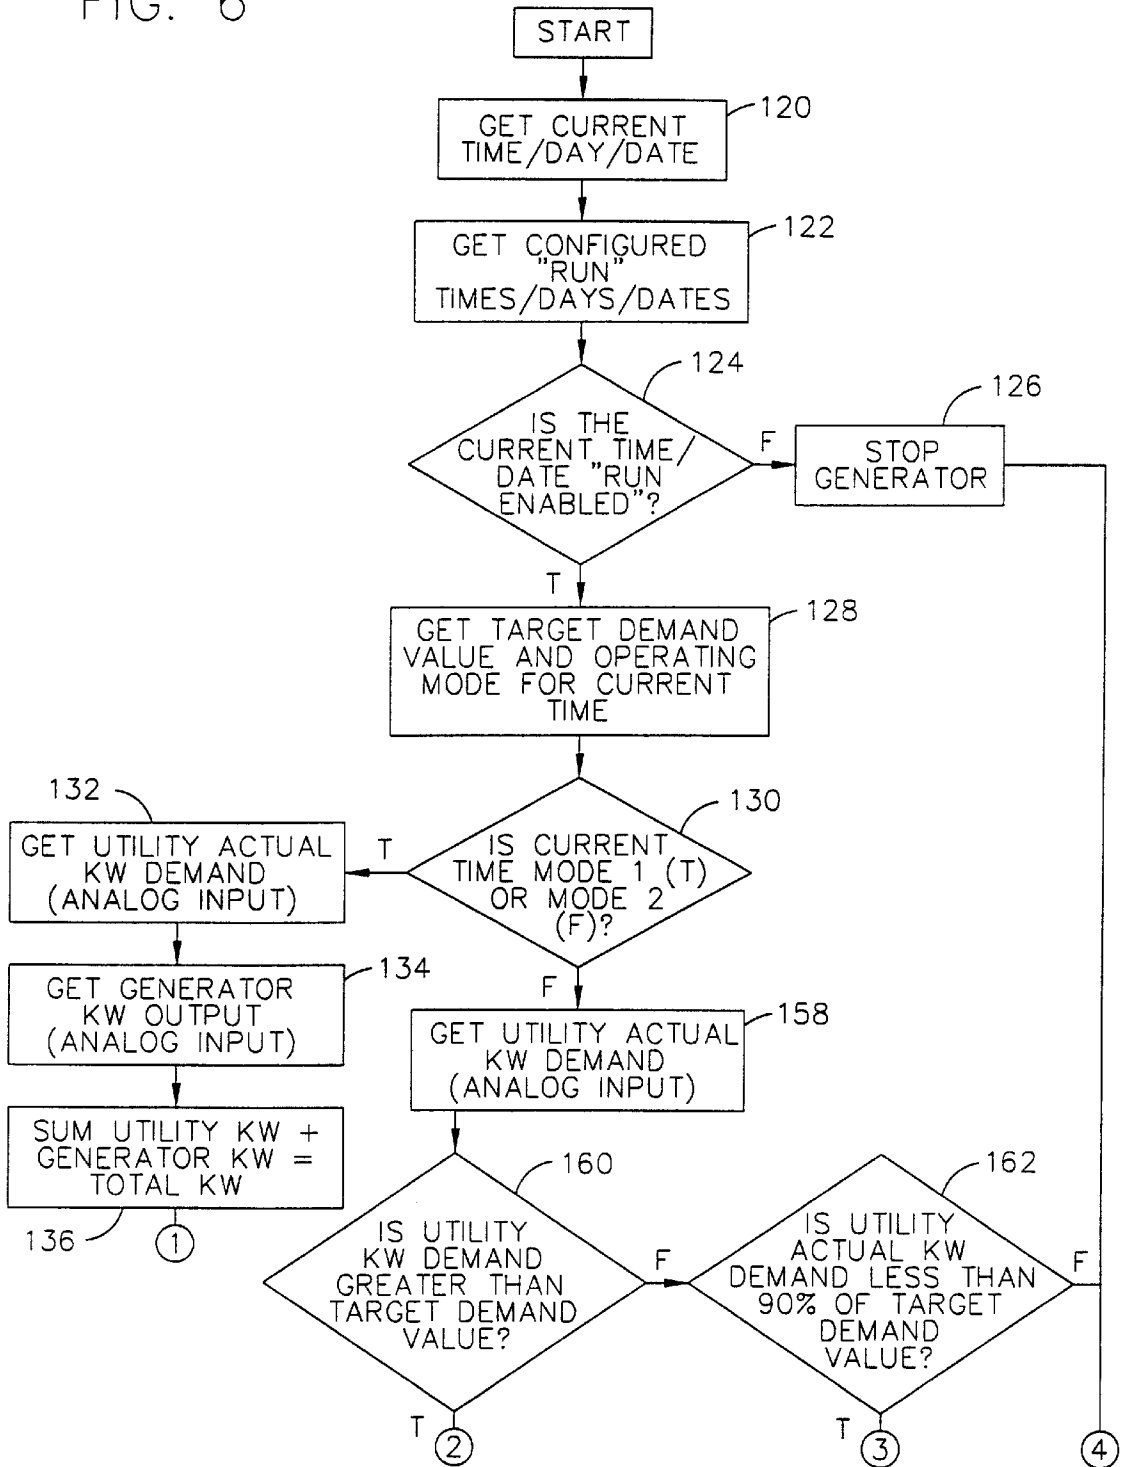 FIG. 6
START
120
GET CURRENT
TIME/DAY/DATE
122
GET CONFIGURED
"RUN"
TIMES/DAYS/DATES
124
IS THE
CURRENT TIME/
DATE "RUN
ENABLED"?
F
126
STOP
GENERATOR
T
128
GET TARGET DEMAND
VALUE AND OPERATING
MODE FOR CURRENT
TIME
130
IS CURRENT
TIME MODE 1 (T)
OR MODE 2
(F)?
T
132
GET UTILITY ACTUAL
KW DEMAND
(ANALOG INPUT)
134
GET GENERATOR
KW OUTPUT
(ANALOG INPUT)
SUM UTILITY KW +
GENERATOR KW =
TOTAL KW
136
1
F
158
GET UTILITY ACTUAL
KW DEMAND
(ANALOG INPUT)
160
IS UTILITY
KW DEMAND
GREATER THAN
TARGET DEMAND
VALUE?
F
T
2
162
IS UTILITY
ACTUAL KW
DEMAND LESS THAN
90% OF TARGET
DEMAND
VALUE?
F
T
3
4